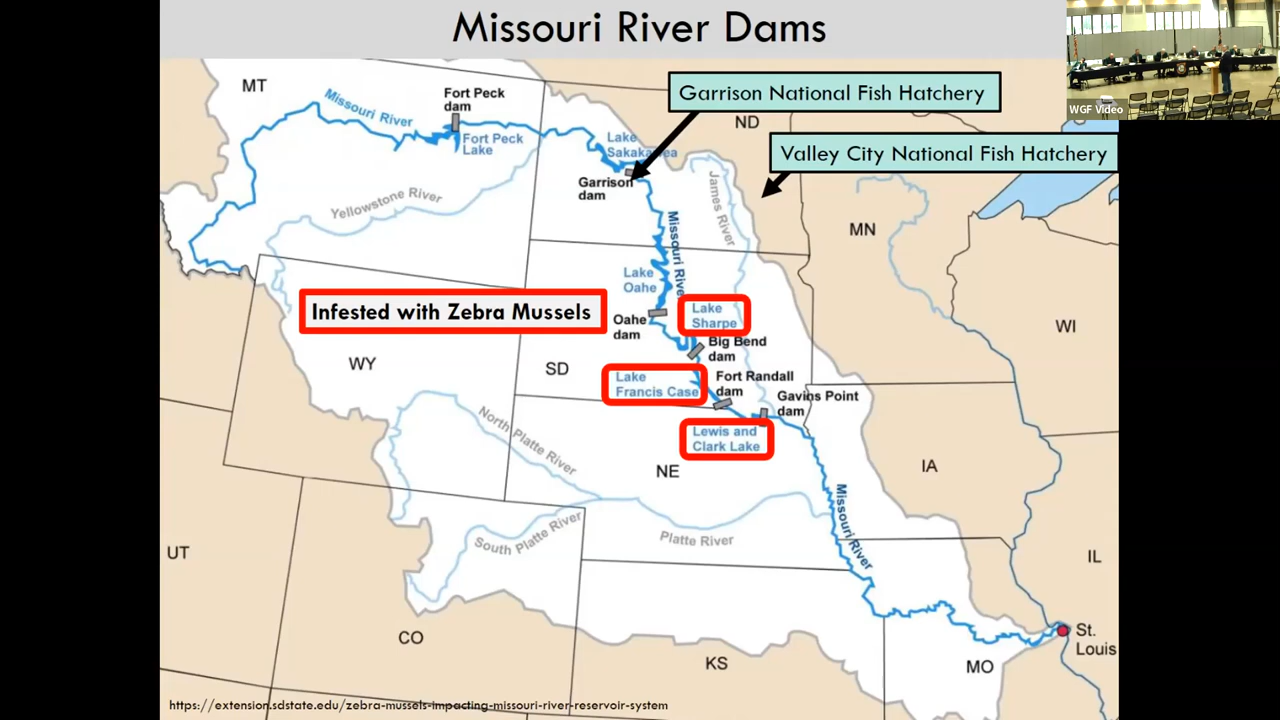 Missouri River Dams
WGF Video
Garrison National Fish Hatchery
Valley City National Fish Hatchery
MT
Missouri River
Fort Peck
dam
Fort Peck
Lake
Lake
Sakakawea
ND
Garrison
dam
Yellowstone River
James River
Missouri River
MN
Lake
Oahe
Infested with Zebra Mussels
Lake
Sharpe
Oahe
dam
WI
Big Bend
dam
WY
SD
Lake
Francis Case
Fort Randall
dam
Gavins Point
dam
North Platte River
Lewis and
Clark Lake
NE
IA
South Platte River
Platte River
Missouri River
UT
IL
CO
KS
MO
St.
Louis
https://extension.sdstate.edu/zebra-mussels-impacting-missouri-river-reservoir-system